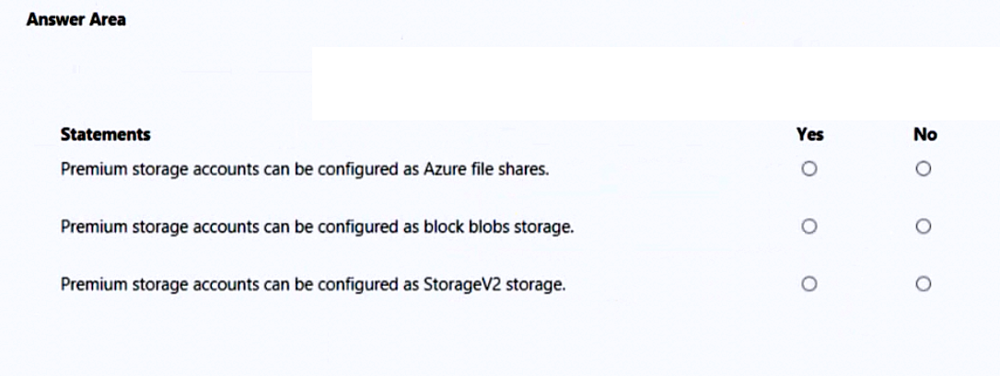 Answer Area
Statements Yes No
Premium storage accounts can be configured as Azure file shares.
Premium storage accounts can be configured as block blobs storage.
Premium storage accounts can be configured as StorageV2 storage.